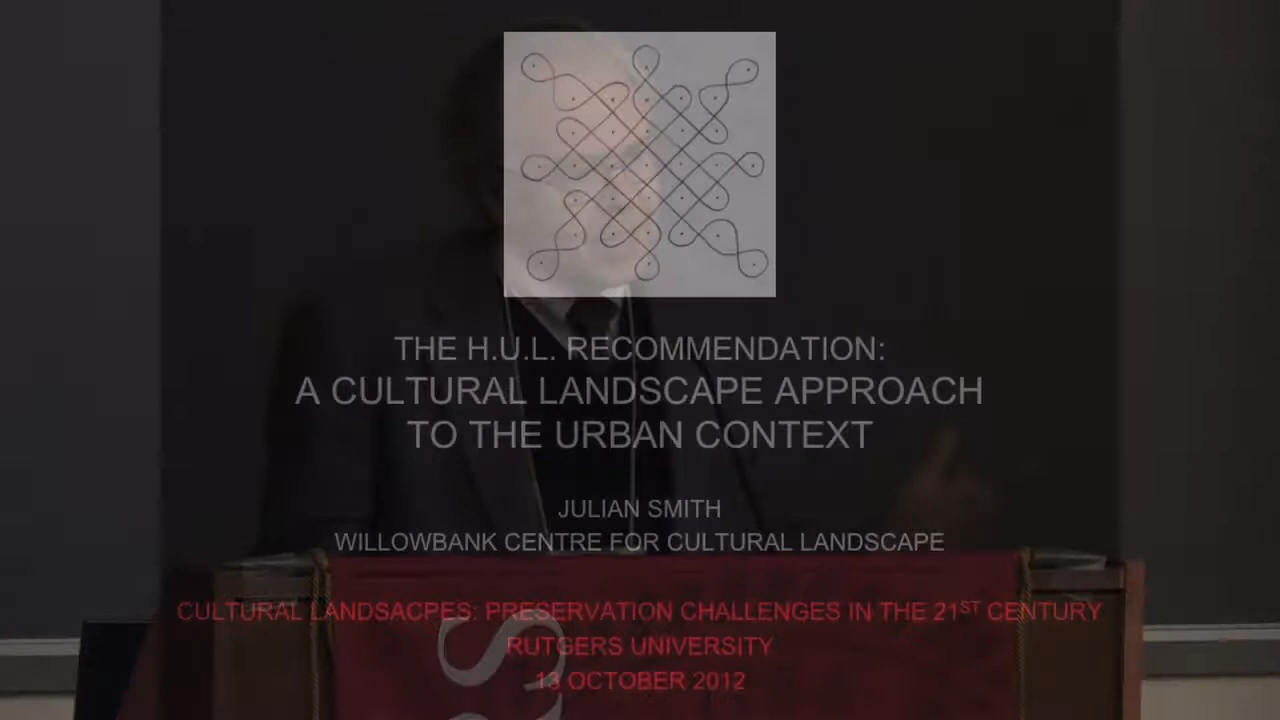 THE H.U.L. RECOMMENDATION:
A CULTURAL LANDSCAPE APPROACH
TO THE URBAN CONTEXT
JULIAN SMITH
WILLOWBANK CENTRE FOR CULTURAL LANDSCAPE
CULTURAL LANDSACPES: PRESERVATION CHALLENGES IN THE 21ST CENTURY
RUTGERS UNIVERSITY
13 OCTOBER 2012
S